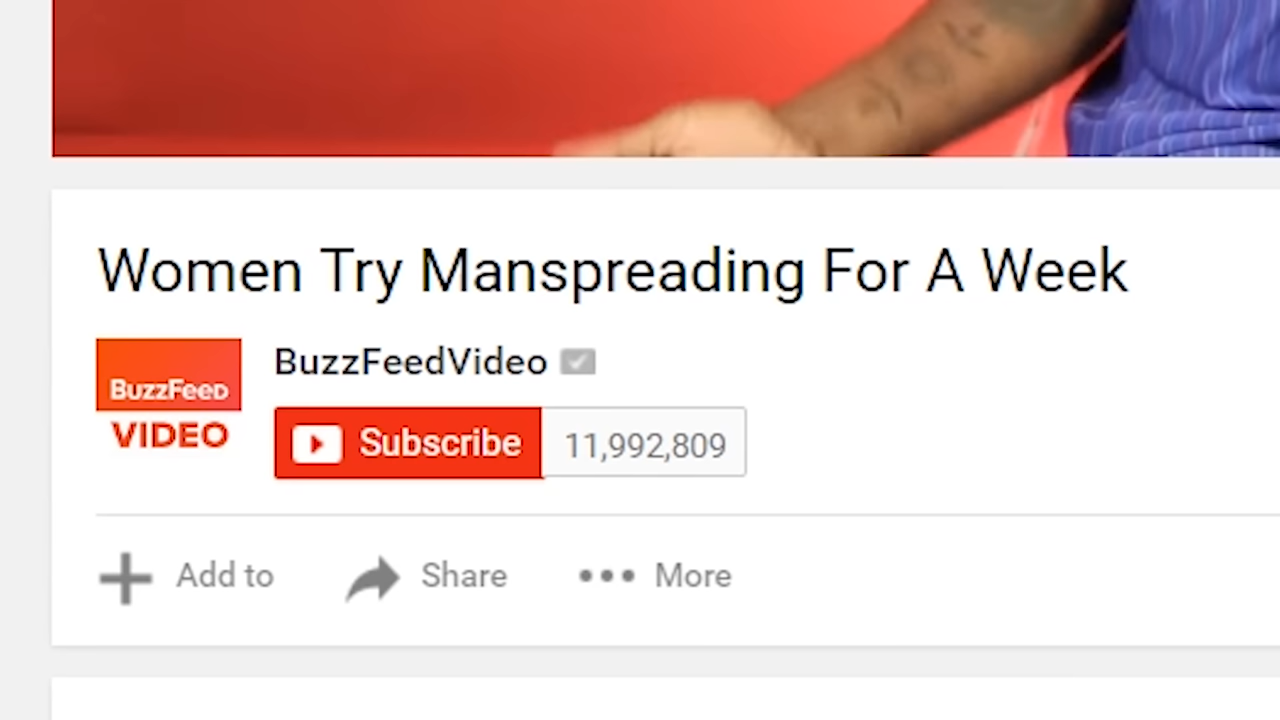 Women Try Manspreading For A Week
BuzzFeed
VIDEO
BuzzFeedVideo
Subscribe 11,992,809
Add to Share More